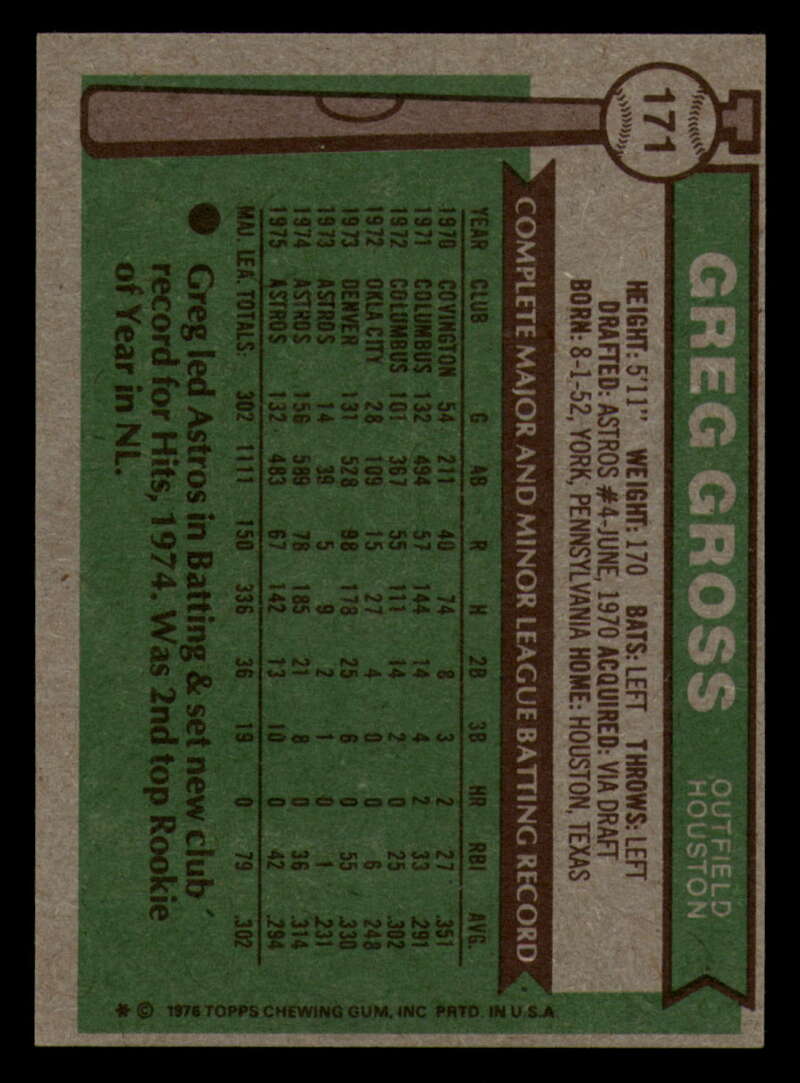 171
GREG GROSS
OUTFIELD
HOUSTON
HEIGHT: 5'11" WEIGHT: 170 BATS: LEFT THROWS: LEFT
DRAFTED: ASTROS #4-JUNE, 1970 ACQUIRED: VIA DRAFT
BORN: 8-1-52, YORK, PENNSYLVANIA HOME: HOUSTON, TEXAS
COMPLETE MAJOR AND MINOR LEAGUE BATTING RECORD
YEAR CLUB G AB R H 2B 3B HR RBI AVG.
1970 COVINGTON 54 211 40 74 8 3 2 27 .351
1971 COLUMBUS 132 494 57 144 14 4 2 33 .291
1972 COLUMBUS 101 367 55 111 14 2 0 25 .302
1972 OKLA CITY 28 109 15 27 4 0 0 6 .248
1973 DENVER 131 528 98 178 25 6 0 55 .330
1973 ASTROS 14 39 5 9 2 1 0 1 .231
1974 ASTROS 156 589 78 185 21 8 0 36 .314
1975 ASTROS 132 483 67 142 13 10 0 42 .294
MAJ. LEA. TOTALS: 302 1111 150 336 36 19 0 79 .302
● Greg led Astros in Batting & set new club
record for Hits, 1974. Was 2nd top Rookie
of Year in NL.
* © 1976 TOPPS CHEWING GUM, INC PRTD. IN U.S.A